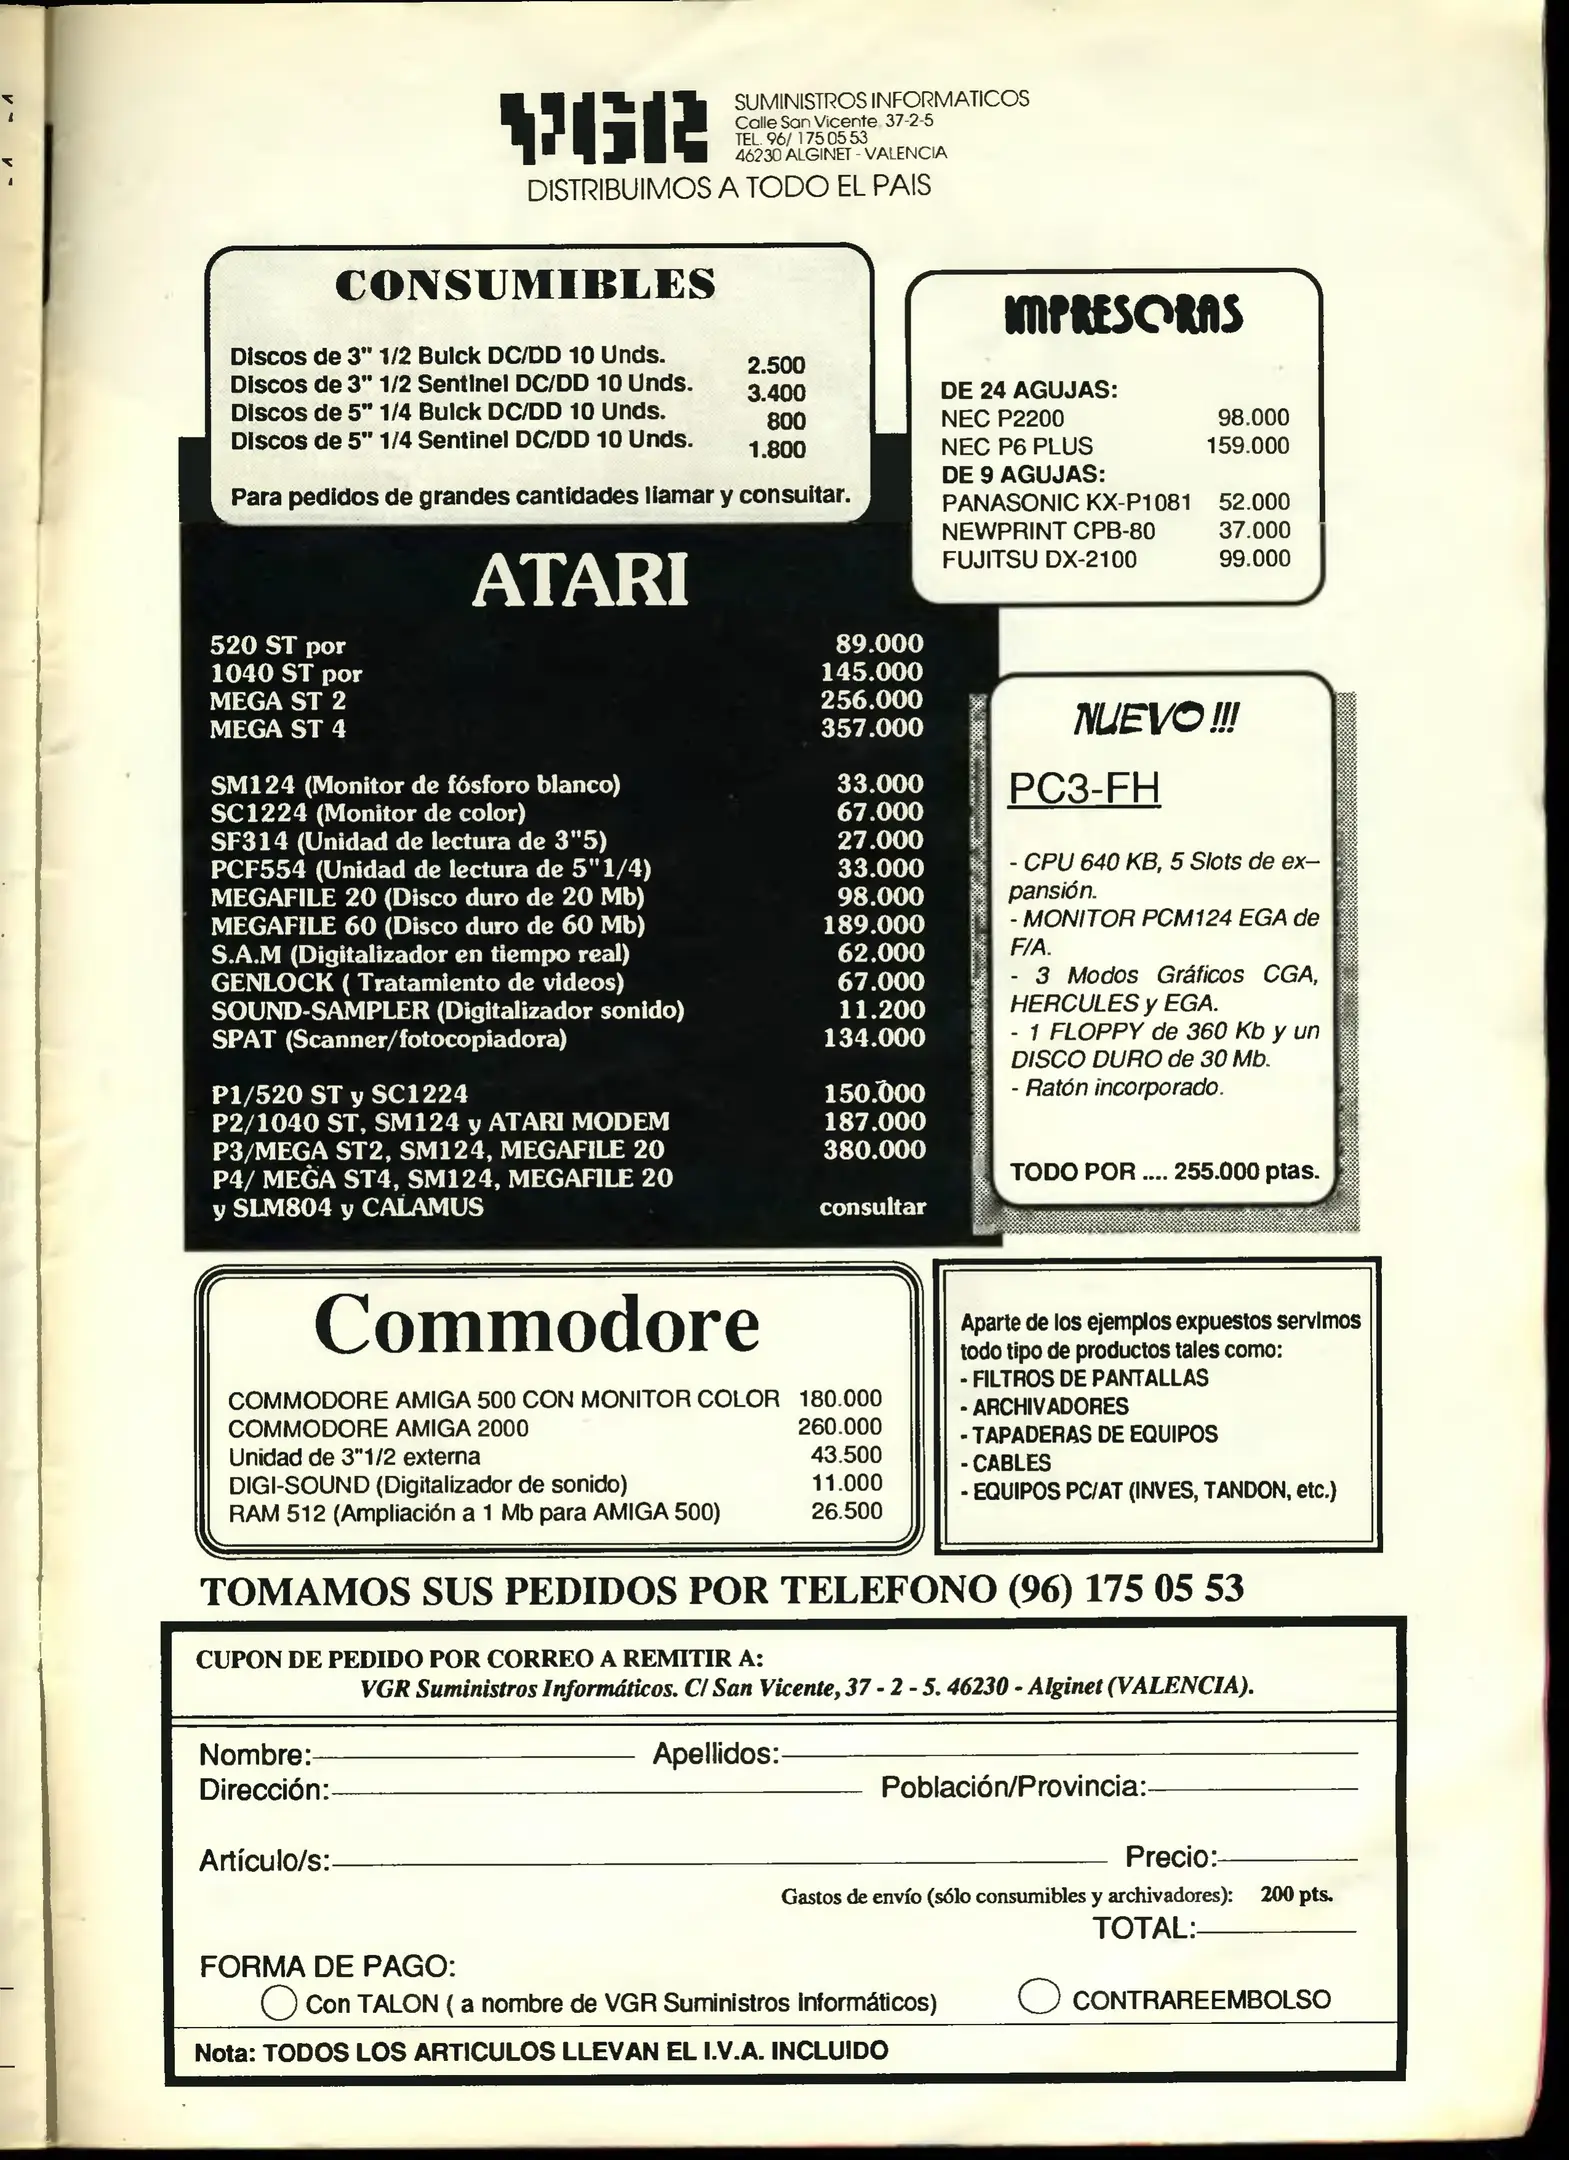 VGR
SUMINISTROS INFORMATICOS
Calle San Vicente, 37-2-5
TEL. 96/ 175 05 53
46230 ALGINET - VALENCIA
DISTRIBUIMOS A TODO EL PAIS
CONSUMIBLES
Discos de 3" 1/2 Bulck DC/DD 10 Unds. 2.500
Discos de 3" 1/2 Sentinel DC/DD 10 Unds. 3.400
Discos de 5" 1/4 Bulck DC/DD 10 Unds. 800
Discos de 5" 1/4 Sentinel DC/DD 10 Unds. 1.800
Para pedidos de grandes cantidades llamar y consultar.
IMPRESORAS
DE 24 AGUJAS:
NEC P2200 98.000
NEC P6 PLUS 159.000
DE 9 AGUJAS:
PANASONIC KX-P1081 52.000
NEWPRINT CPB-80 37.000
FUJITSU DX-2100 99.000
ATARI
520 ST por 89.000
1040 ST por 145.000
MEGA ST 2 256.000
MEGA ST 4 357.000
SM124 (Monitor de fósforo blanco) 33.000
SC1224 (Monitor de color) 67.000
SF314 (Unidad de lectura de 3"5) 27.000
PCF554 (Unidad de lectura de 5"1/4) 33.000
MEGAFILE 20 (Disco duro de 20 Mb) 98.000
MEGAFILE 60 (Disco duro de 60 Mb) 189.000
S.A.M (Digitalizador en tiempo real) 62.000
GENLOCK ( Tratamiento de videos) 67.000
SOUND-SAMPLER (Digitalizador sonido) 11.200
SPAT (Scanner/fotocopiadora) 134.000
P1/520 ST y SC1224 150.000
P2/1040 ST, SM124 y ATARI MODEM 187.000
P3/MEGA ST2, SM124, MEGAFILE 20 380.000
P4/ MEGA ST4, SM124, MEGAFILE 20
y SLM804 y CALAMUS consultar
NUEVO !!!
PC3-FH
- CPU 640 KB, 5 Slots de ex-
pansión.
- MONITOR PCM124 EGA de
F/A.
- 3 Modos Gráficos CGA,
HERCULES y EGA.
- 1 FLOPPY de 360 Kb y un
DISCO DURO de 30 Mb.
- Ratón incorporado.
TODO POR .... 255.000 ptas.
Commodore
COMMODORE AMIGA 500 CON MONITOR COLOR 180.000
COMMODORE AMIGA 2000 260.000
Unidad de 3"1/2 externa 43.500
DIGI-SOUND (Digitalizador de sonido) 11.000
RAM 512 (Ampliación a 1 Mb para AMIGA 500) 26.500
Aparte de los ejemplos expuestos servimos
todo tipo de productos tales como:
- FILTROS DE PANTALLAS
- ARCHIVADORES
- TAPADERAS DE EQUIPOS
- CABLES
- EQUIPOS PC/AT (INVES, TANDON, etc.)
TOMAMOS SUS PEDIDOS POR TELEFONO (96) 175 05 53
CUPON DE PEDIDO POR CORREO A REMITIR A:
VGR Suministros Informáticos. C/ San Vicente, 37 - 2 - 5. 46230 - Alginet (VALENCIA).
Nombre: Apellidos:
Dirección: Población/Provincia:
Artículo/s: Precio:
Gastos de envío (sólo consumibles y archivadores): 200 pts.
TOTAL:
FORMA DE PAGO:
Con TALON ( a nombre de VGR Suministros Informáticos) CONTRAREEMBOLSO
Nota: TODOS LOS ARTICULOS LLEVAN EL I.V.A. INCLUIDO